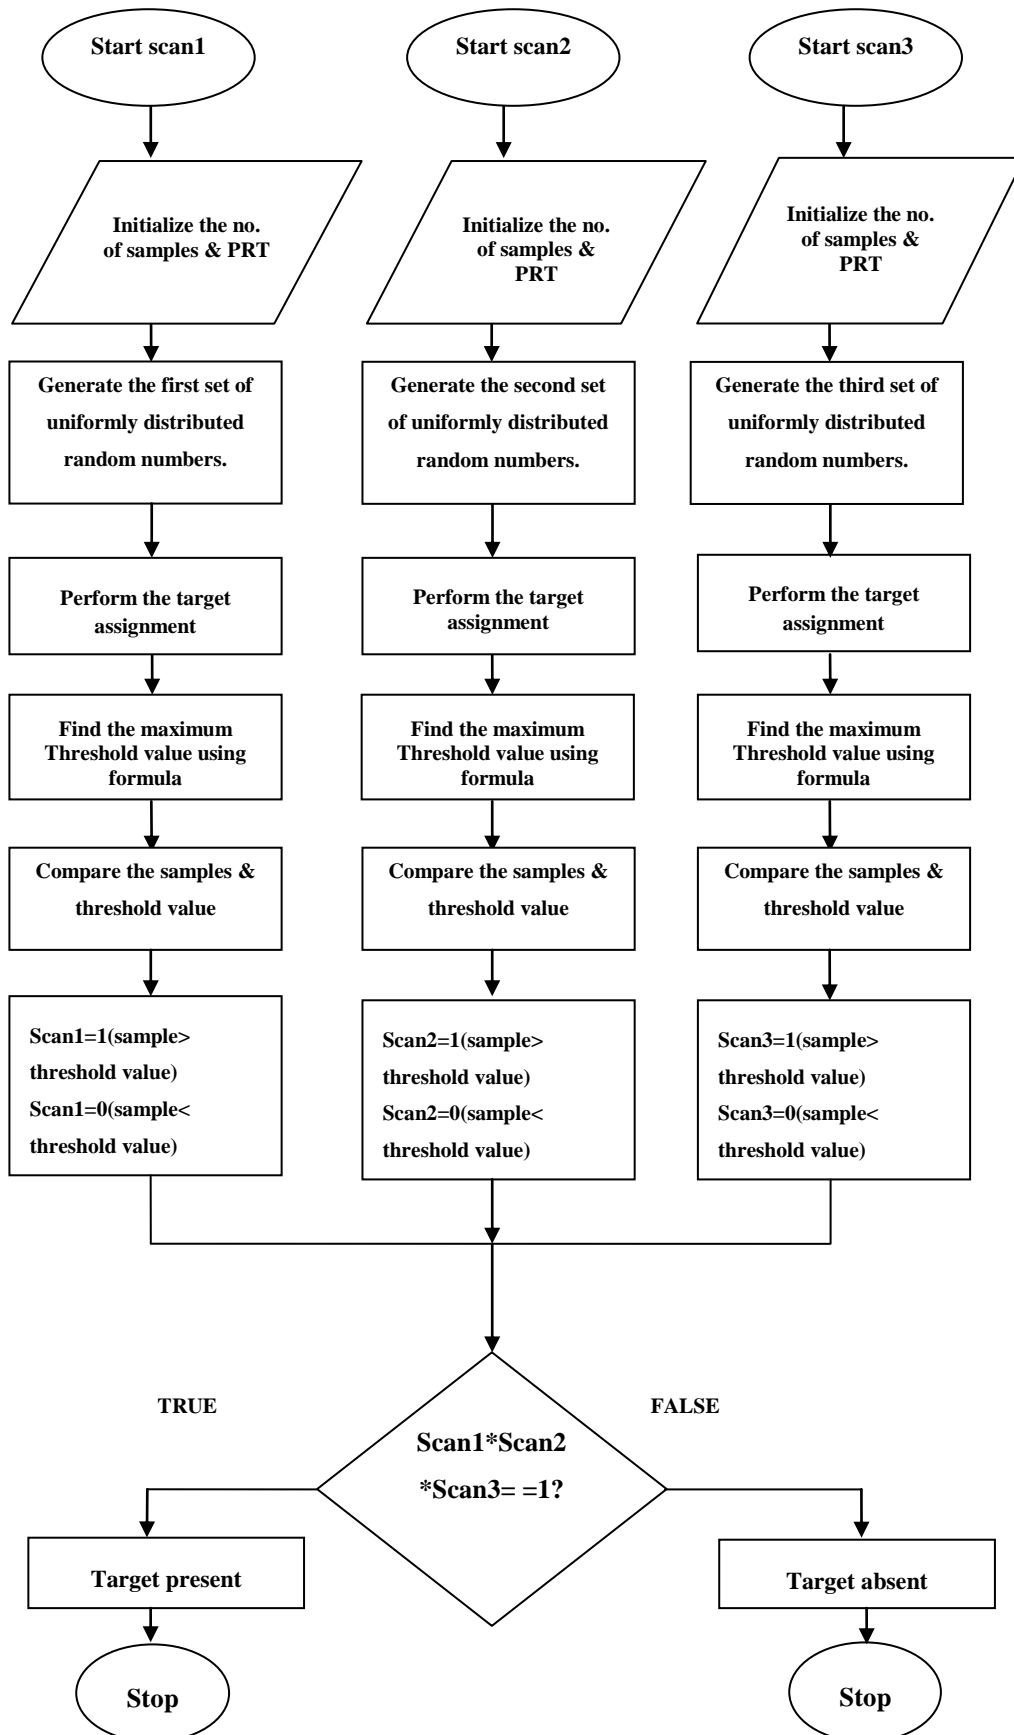 Start scan1
Start scan2
Start scan3
Initialize the no.
of samples & PRT
Initialize the no.
of samples &
PRT
Initialize the no.
of samples &
PRT
Generate the first set of
uniformly distributed
random numbers.
Generate the second set
of uniformly distributed
random numbers.
Generate the third set of
uniformly distributed
random numbers.
Perform the target
assignment
Perform the target
assignment
Perform the target
assignment
Find the maximum
Threshold value using
formula
Find the maximum
Threshold value using
formula
Find the maximum
Threshold value using
formula
Compare the samples &
threshold value
Compare the samples &
threshold value
Compare the samples &
threshold value
Scan1=1(sample>
threshold value)
Scan1=0(sample<
threshold value)
Scan2=1(sample>
threshold value)
Scan2=0(sample<
threshold value)
Scan3=1(sample>
threshold value)
Scan3=0(sample<
threshold value)
TRUE
FALSE
Scan1*Scan2
*Scan3= =1?
Target present
Target absent
Stop
Stop